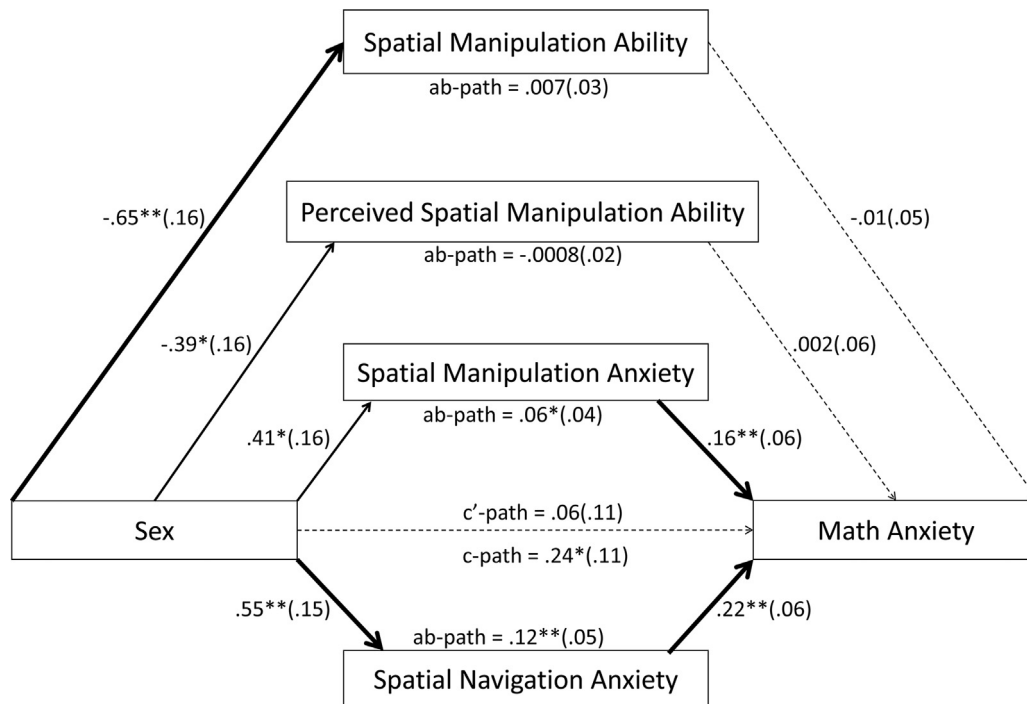 Spatial Manipulation Ability
ab-path = .007(.03)
-.65**(.16)
-.01(.05)
Perceived Spatial Manipulation Ability
ab-path = -.0008(.02)
-.39*(.16)
.002(.06)
Spatial Manipulation Anxiety
ab-path = .06*(.04)
.41*(.16)
.16**(.06)
Sex
c’-path = .06(.11)
c-path = .24*(.11)
Math Anxiety
.55**(.15)
.22**(.06)
ab-path = .12**(.05)
Spatial Navigation Anxiety